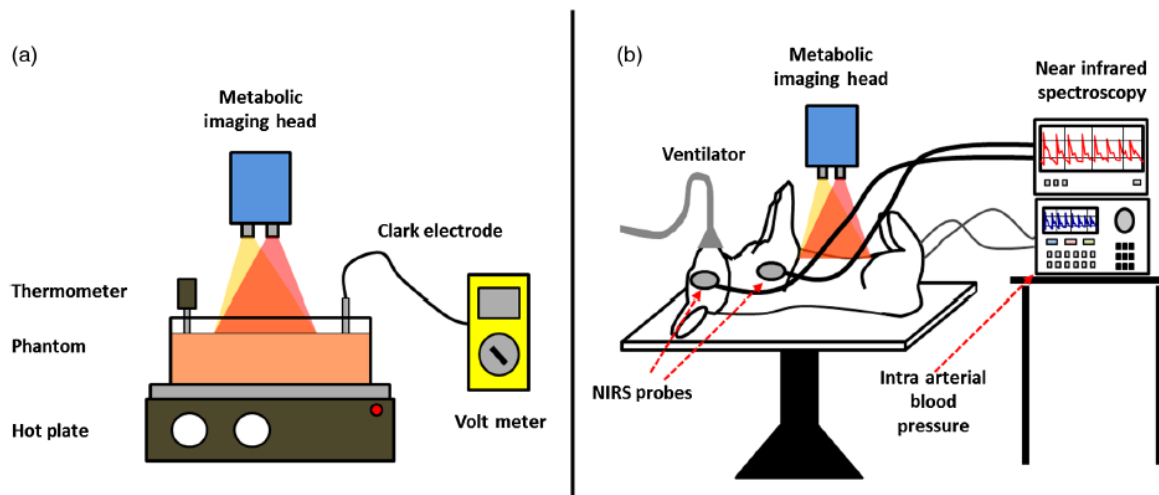 (a)
Metabolic
imaging head
Clark electrode
Thermometer
Phantom
Hot plate
Volt meter
(b)
Metabolic
imaging head
Near infrared
spectroscopy
Ventilator
NIRS probes
Intra arterial
blood
pressure